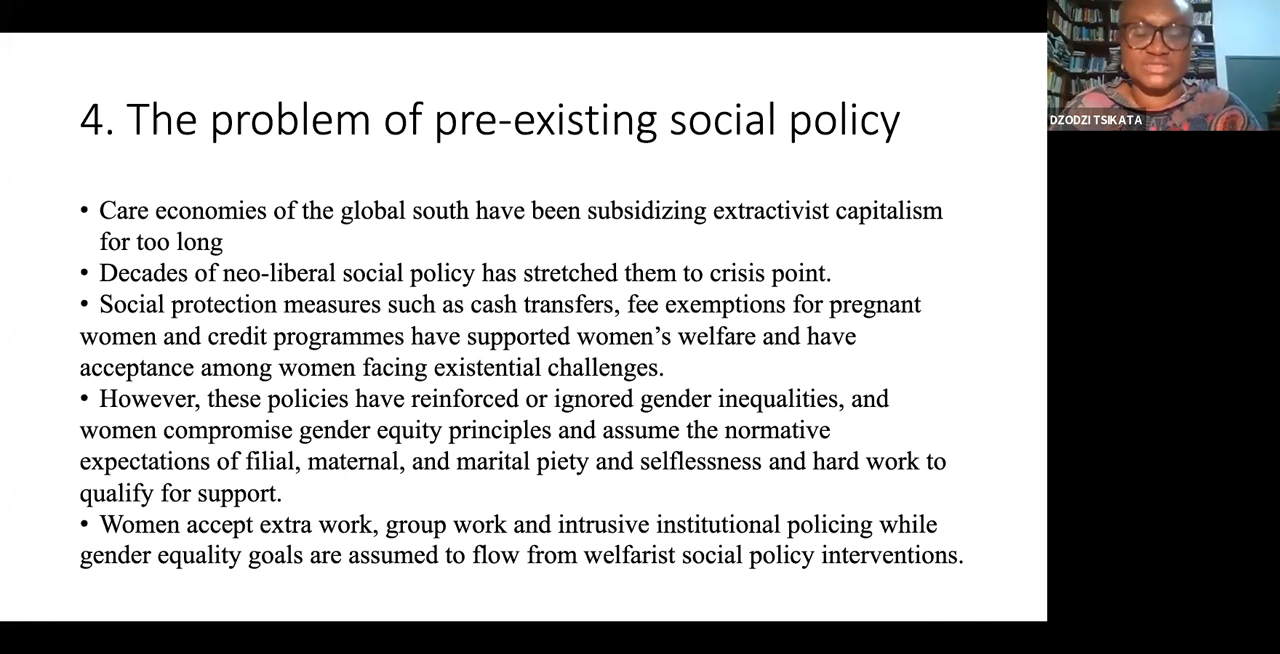 4. The problem of pre-existing social policy
• Care economies of the global south have been subsidizing extractivist capitalism
for too long
• Decades of neo-liberal social policy has stretched them to crisis point.
• Social protection measures such as cash transfers, fee exemptions for pregnant
women and credit programmes have supported women’s welfare and have
acceptance among women facing existential challenges.
• However, these policies have reinforced or ignored gender inequalities, and
women compromise gender equity principles and assume the normative
expectations of filial, maternal, and marital piety and selflessness and hard work to
qualify for support.
• Women accept extra work, group work and intrusive institutional policing while
gender equality goals are assumed to flow from welfarist social policy interventions.
DZODZI TSIKATA